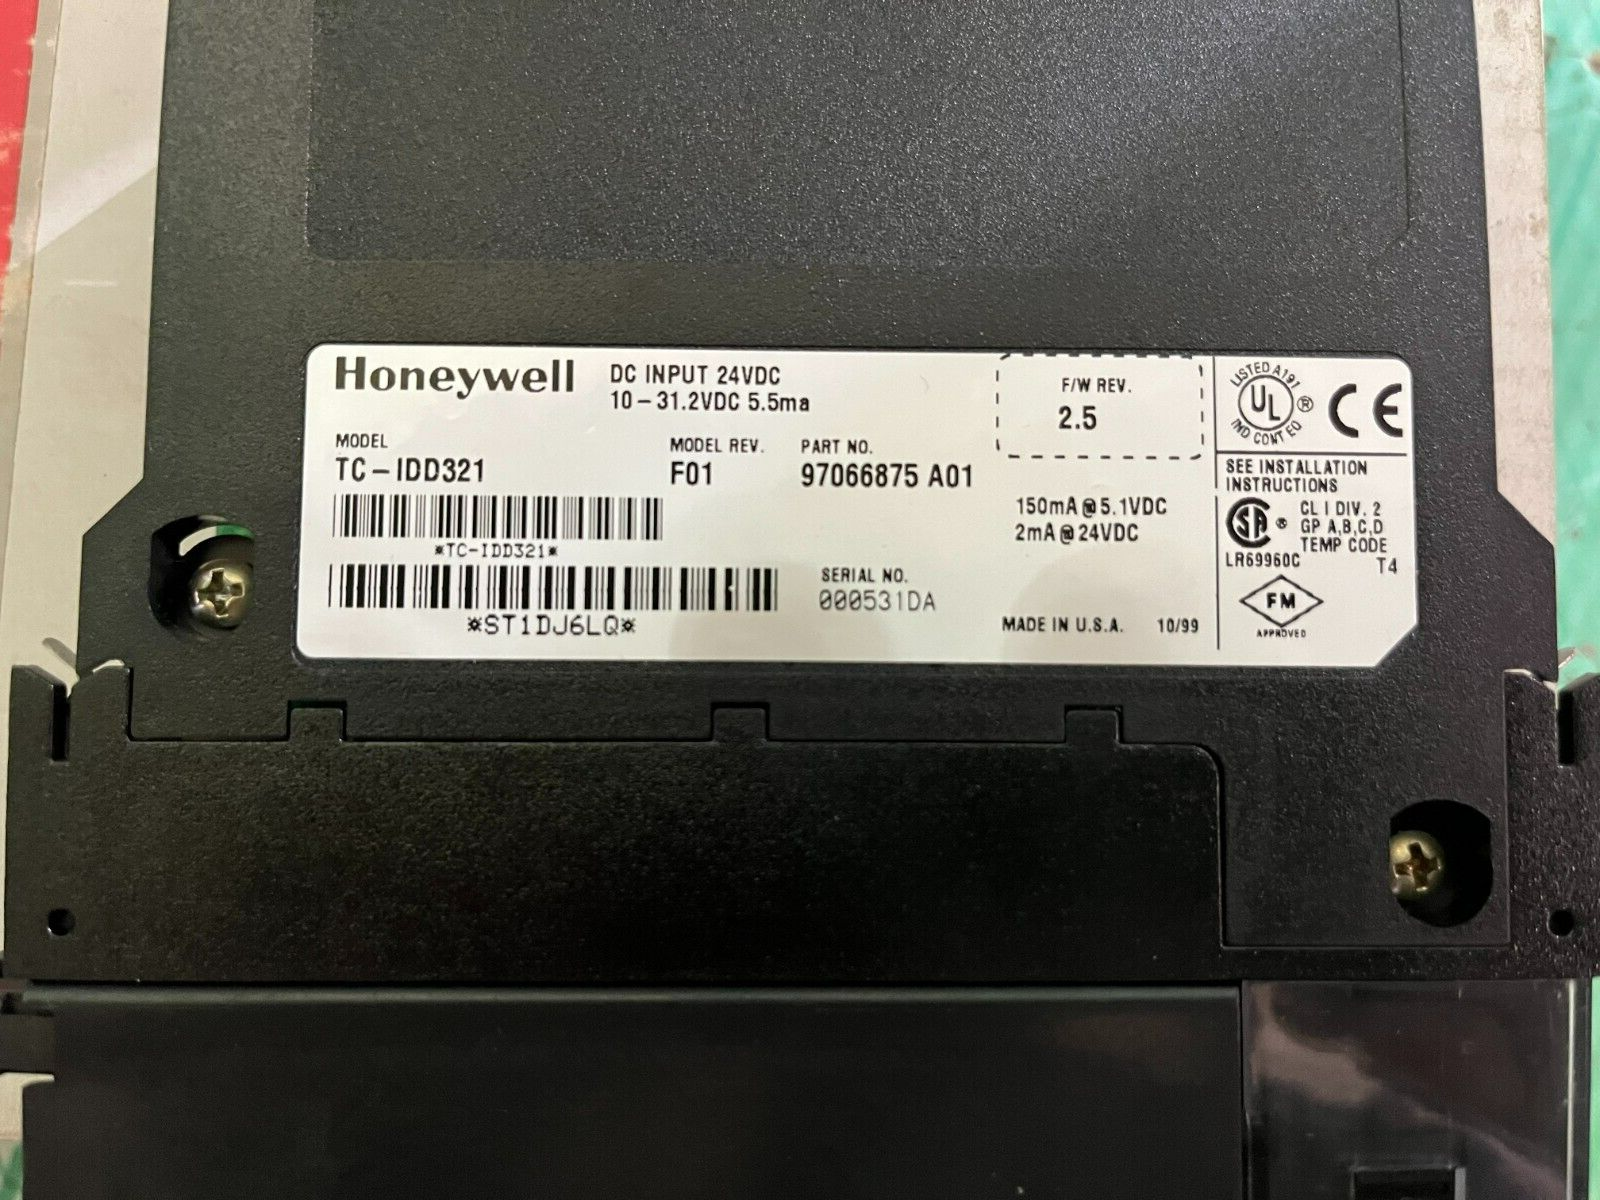 Honeywell
DC INPUT 24VDC
10-31.2VDC 5.5ma
F/W REV.
2.5
MODEL
TC-IDD321
MODEL REV.
F01
PART NO.
97066875 A01
*TC-IDD321*
150mA@5.1VDC
2mA@24VDC
*ST1DJ6LQ*
SERIAL NO.
000531DA
MADE IN U.S.A. 10/99
LISTED A191
UL ®
IND CONT EQ
CE
SEE INSTALLATION
INSTRUCTIONS
SA ®
LR69960C
CL I DIV. 2
GP A,B,C,D
TEMP CODE
T4
FM
APPROVED